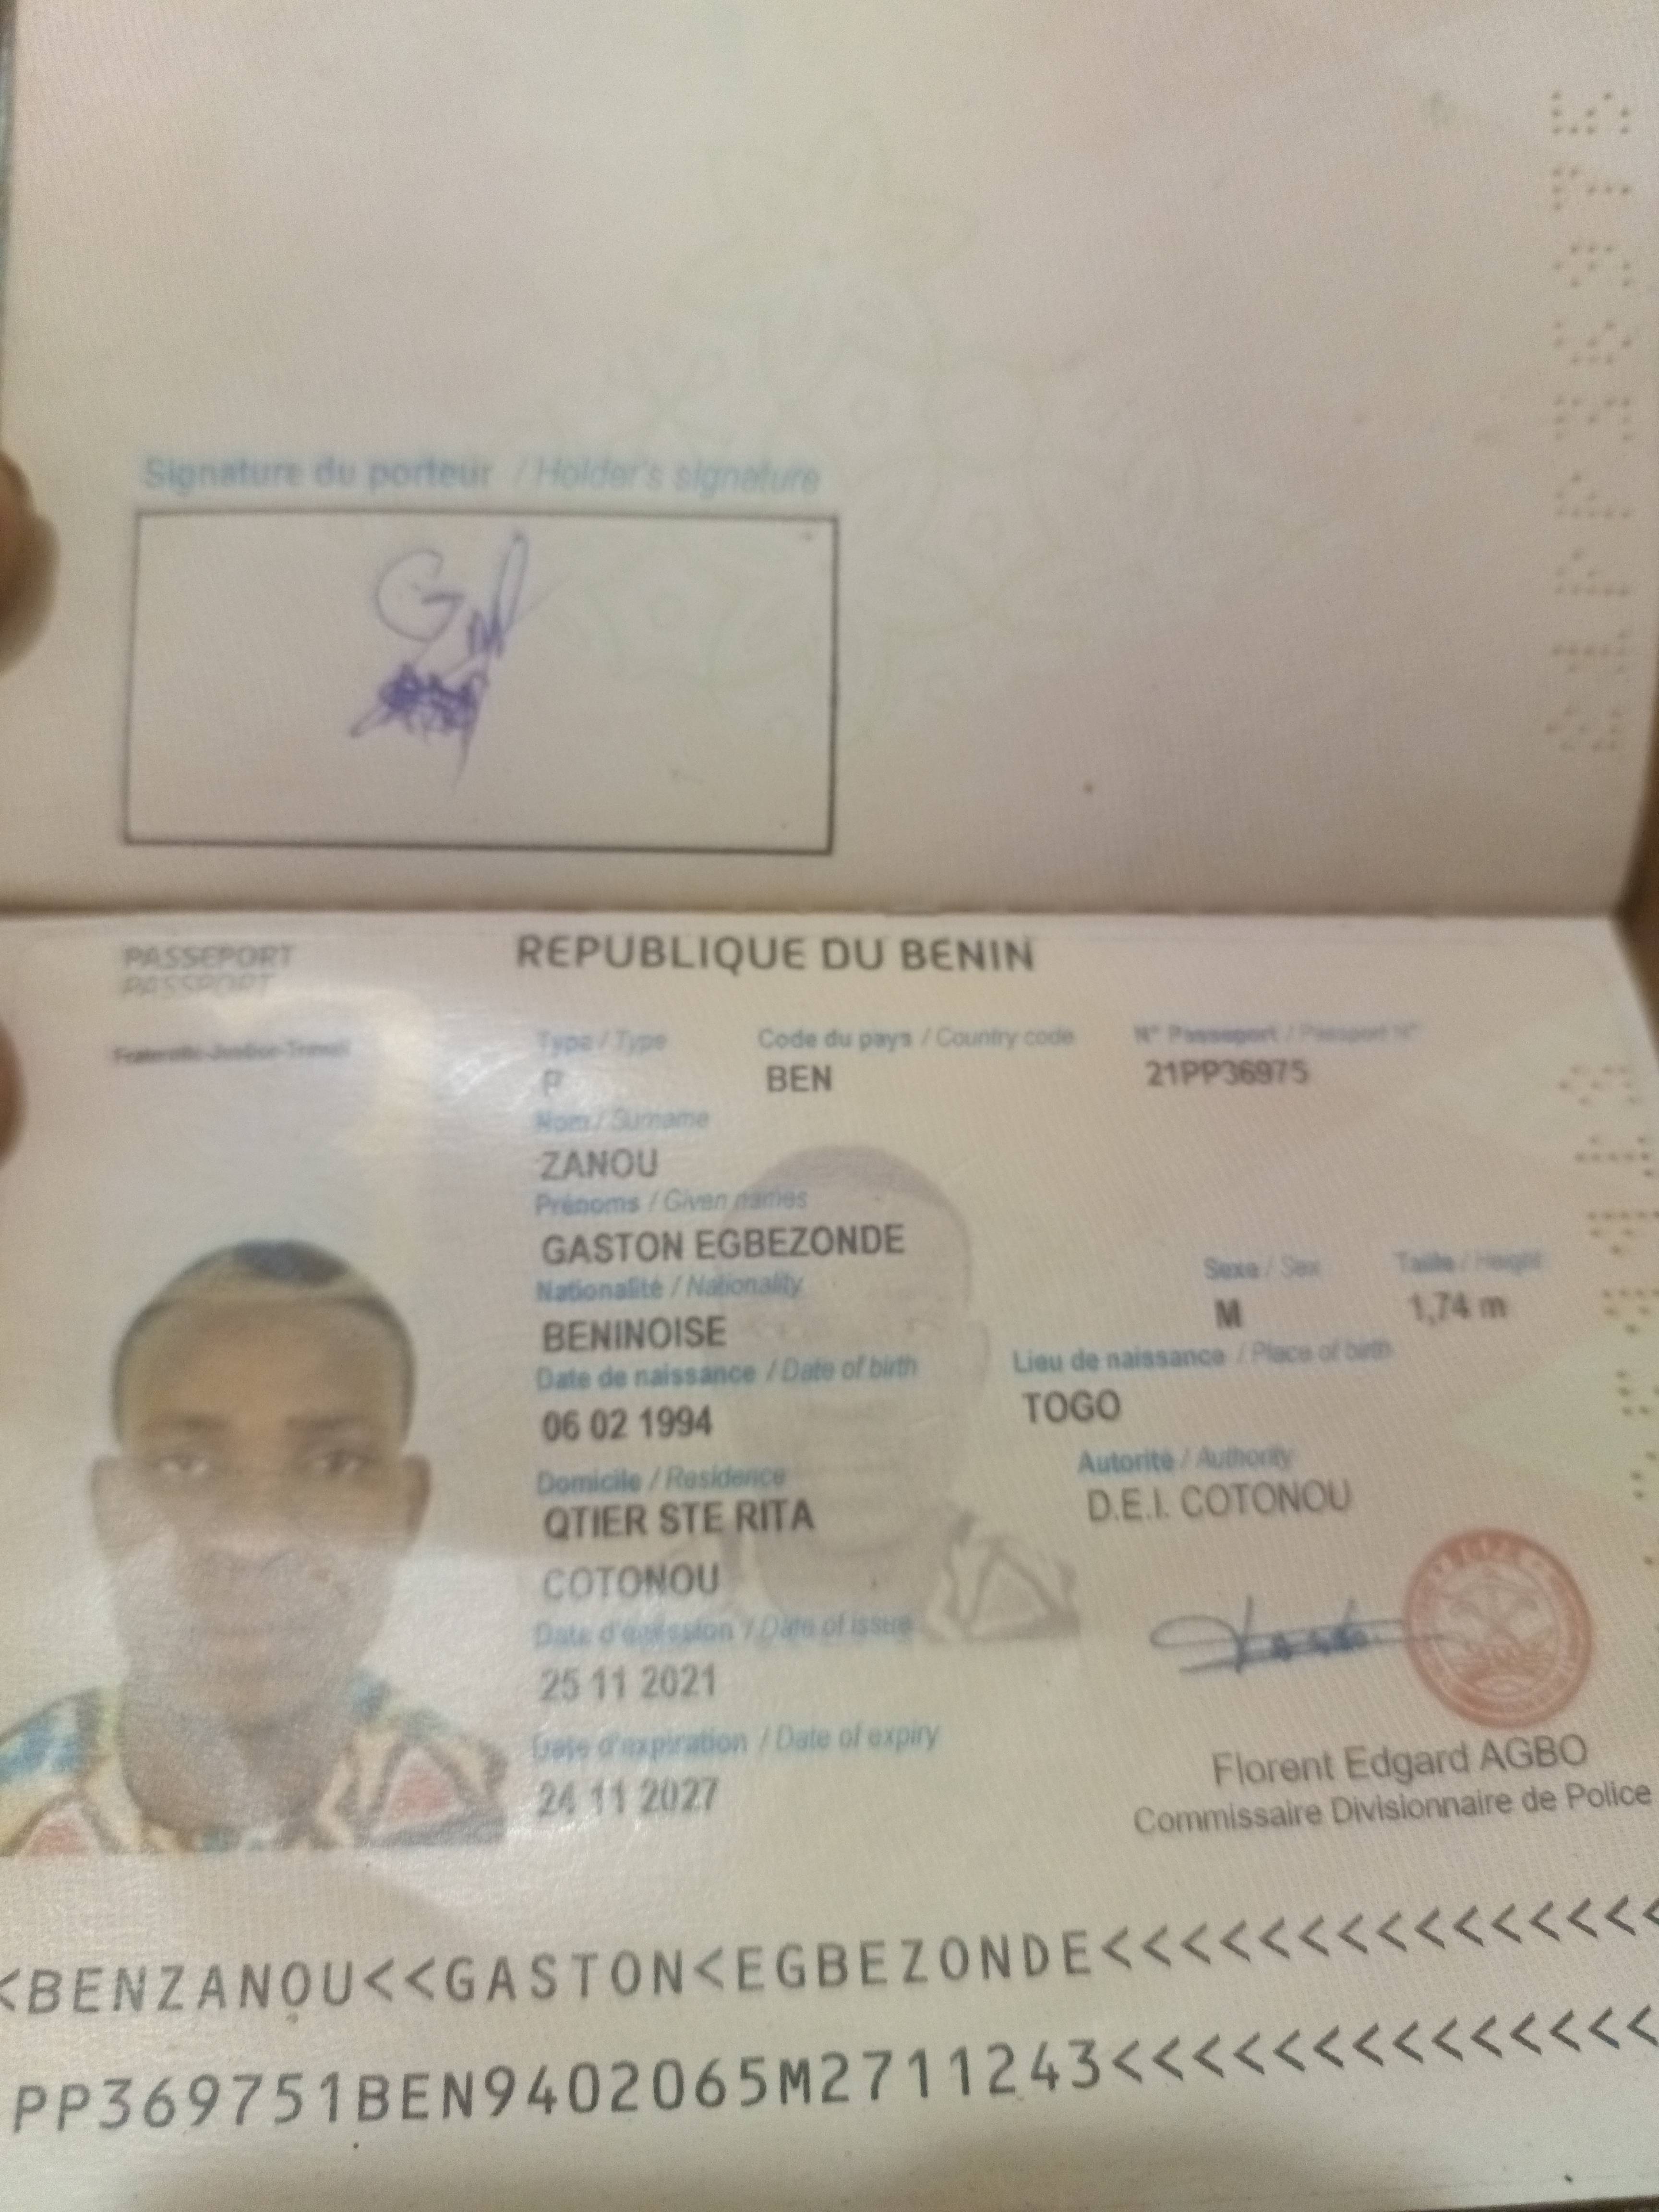 Signature du porteur / Holder's signature
PASSEPORT
PASSPORT
REPUBLIQUE DU BENIN
Fraternité-Justice-Travail
Type / Type
Code du pays / Country code
N° Passeport / Passport N°
P
BEN
21PP36975
Nom / Surname
ZANOU
Prénoms / Given names
GASTON EGBEZONDE
Nationalité / Nationality
Sexe / Sex
Taille / Height
BENINOISE
M
1,74 m
Date de naissance / Date of birth
Lieu de naissance / Place of birth
06 02 1994
TOGO
Domicile / Residence
Autorité / Authority
QTIER STE RITA
D.E.I. COTONOU
COTONOU
Date d'émission / Date of issue
25 11 2021
Date d'expiration / Date of expiry
24 11 2027
Florent Edgard AGBO
Commissaire Divisionnaire de Police
<BENZANOU<<GASTON<EGBEZONDE<<<<<<<<<<<<<<<
PP369751BEN9402065M2711243<<<<<<<<<<<<<<